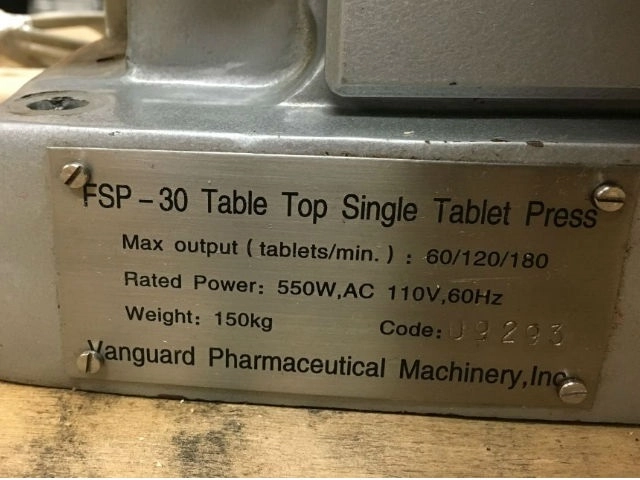 FSP-30 Table Top Single Tablet Press
Max output (tablets/min.) : 60/120/180
Rated Power: 550W,AC 110V,60Hz
Weight: 150kg Code: U9293
Vanguard Pharmaceutical Machinery,Inc